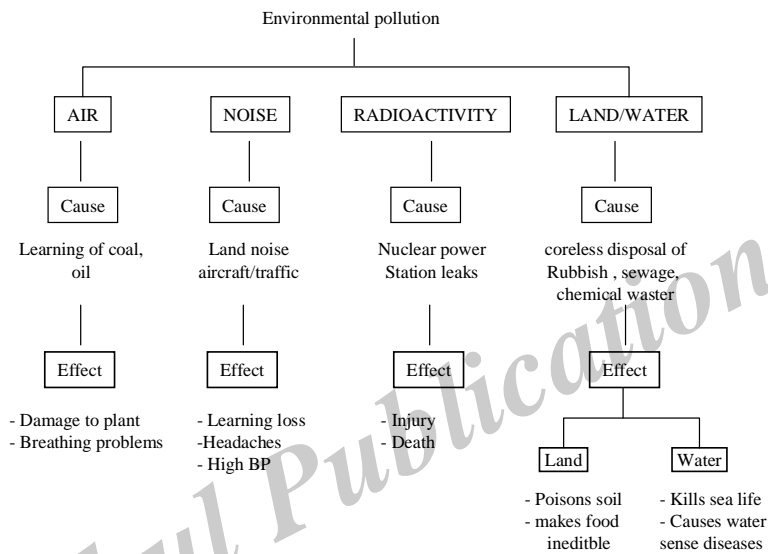 Environmental pollution
AIR
NOISE
RADIOACTIVITY
LAND/WATER
Cause
Cause
Cause
Cause
Learning of coal,
oil
Land noise
aircraft/traffic
Nuclear power
Station leaks
coreless disposal of
Rubbish , sewage,
chemical waster
Effect
Effect
Effect
Effect
- Damage to plant
- Breathing problems
- Learning loss
-Headaches
- High BP
- Injury
- Death
Land
Water
- Poisons soil
- makes food
ineditble
- Kills sea life
- Causes water
sense diseases
Publication